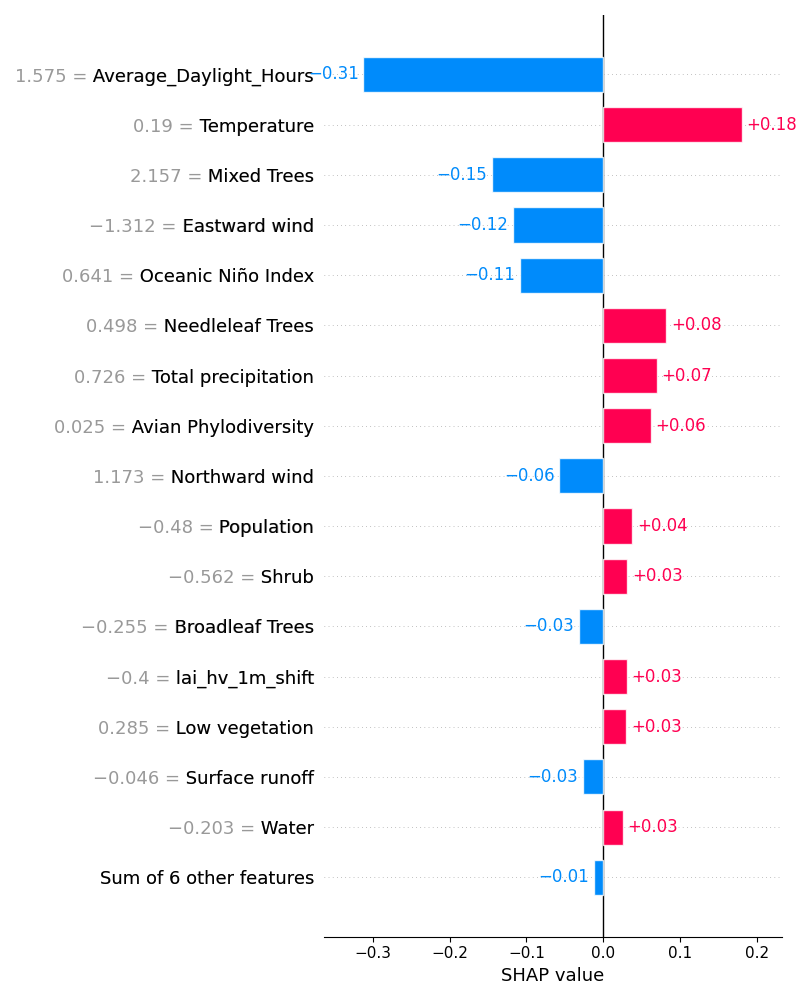 1.575 = Average_Daylight_Hours −0.31
0.19 = Temperature +0.18
2.157 = Mixed Trees −0.15
−1.312 = Eastward wind −0.12
0.641 = Oceanic Niño Index −0.11
0.498 = Needleleaf Trees +0.08
0.726 = Total precipitation +0.07
0.025 = Avian Phylodiversity +0.06
1.173 = Northward wind −0.06
−0.48 = Population +0.04
−0.562 = Shrub +0.03
−0.255 = Broadleaf Trees −0.03
−0.4 = lai_hv_1m_shift +0.03
0.285 = Low vegetation +0.03
−0.046 = Surface runoff −0.03
−0.203 = Water +0.03
Sum of 6 other features −0.01
−0.3 −0.2 −0.1 0.0 0.1 0.2
SHAP value